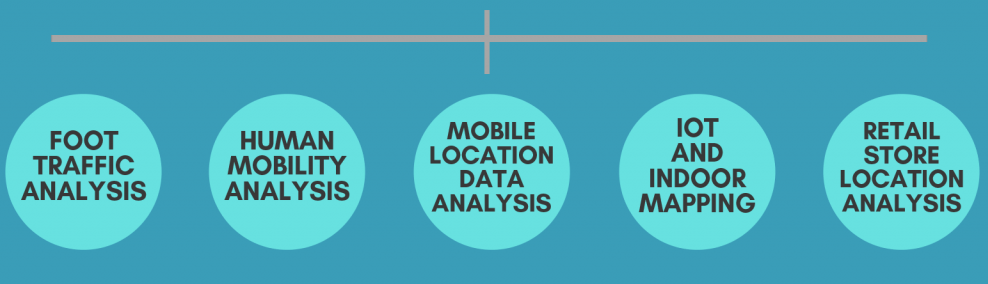 FOOT
TRAFFIC
ANALYSIS
HUMAN
MOBILITY
ANALYSIS
MOBILE
LOCATION
DATA
ANALYSIS
IOT
AND
INDOOR
MAPPING
RETAIL
STORE
LOCATION
ANALYSIS